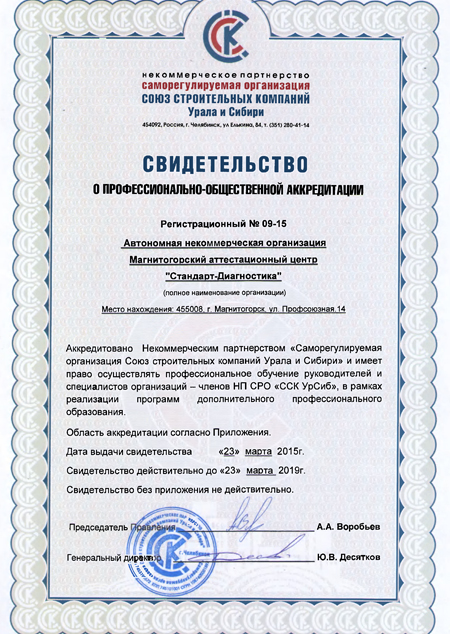 ССК
некоммерческое партнерство
саморегулируемая организация
СОЮЗ СТРОИТЕЛЬНЫХ КОМПАНИЙ
Урала и Сибири
454092, Россия, г. Челябинск, ул Елькина, 84, т. (351) 280-41-14
СВИДЕТЕЛЬСТВО
О ПРОФЕССИОНАЛЬНО-ОБЩЕСТВЕННОЙ АККРЕДИТАЦИИ
Регистрационный № 09-15
Автономная некоммерческая организация
Магнитогорский аттестационный центр
"Стандарт-Диагностика"
(полное наименование организации)
Место нахождения: 455008, г. Магнитогорск, ул. Профсоюзная,14
Аккредитовано Некоммерческим партнерством «Саморегулируемая
организация Союз строительных компаний Урала и Сибири» и имеет
право осуществлять профессиональное обучение руководителей и
специалистов организаций – членов НП СРО «ССК УрСиб», в рамках
реализации программ дополнительного профессионального
образования.
Область аккредитации согласно Приложения.
Дата выдачи свидетельства «23» марта 2015г.
Свидетельство действительно до «23» марта 2019г.
Свидетельство без приложения не действительно.
Председатель Правления А.А. Воробьев
Генеральный директор Ю.В. Десятков
г. Челябинск